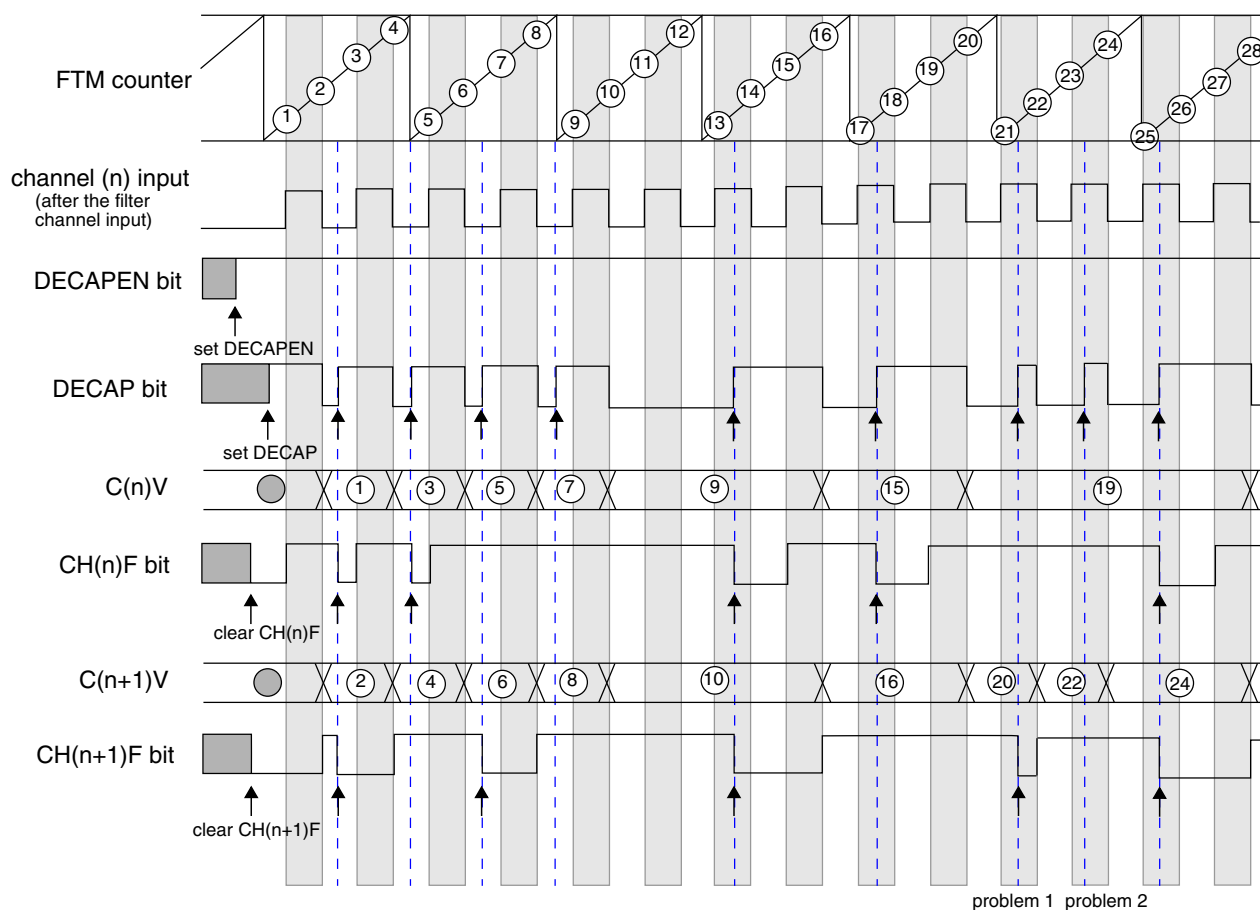 4 8 12 16 20 24 28
3 7 11 15 19 23 27
FTM counter
2 6 10 14 18 22 26
1 5 9 13 17 21 25
channel (n) input
(after the filter
channel input)
DECAPEN bit
set DECAPEN
DECAP bit
set DECAP
C(n)V 1 3 5 7 9 15 19
CH(n)F bit
clear CH(n)F
C(n+1)V 2 4 6 8 10 16 20 22 24
CH(n+1)F bit
clear CH(n+1)F
problem 1 problem 2